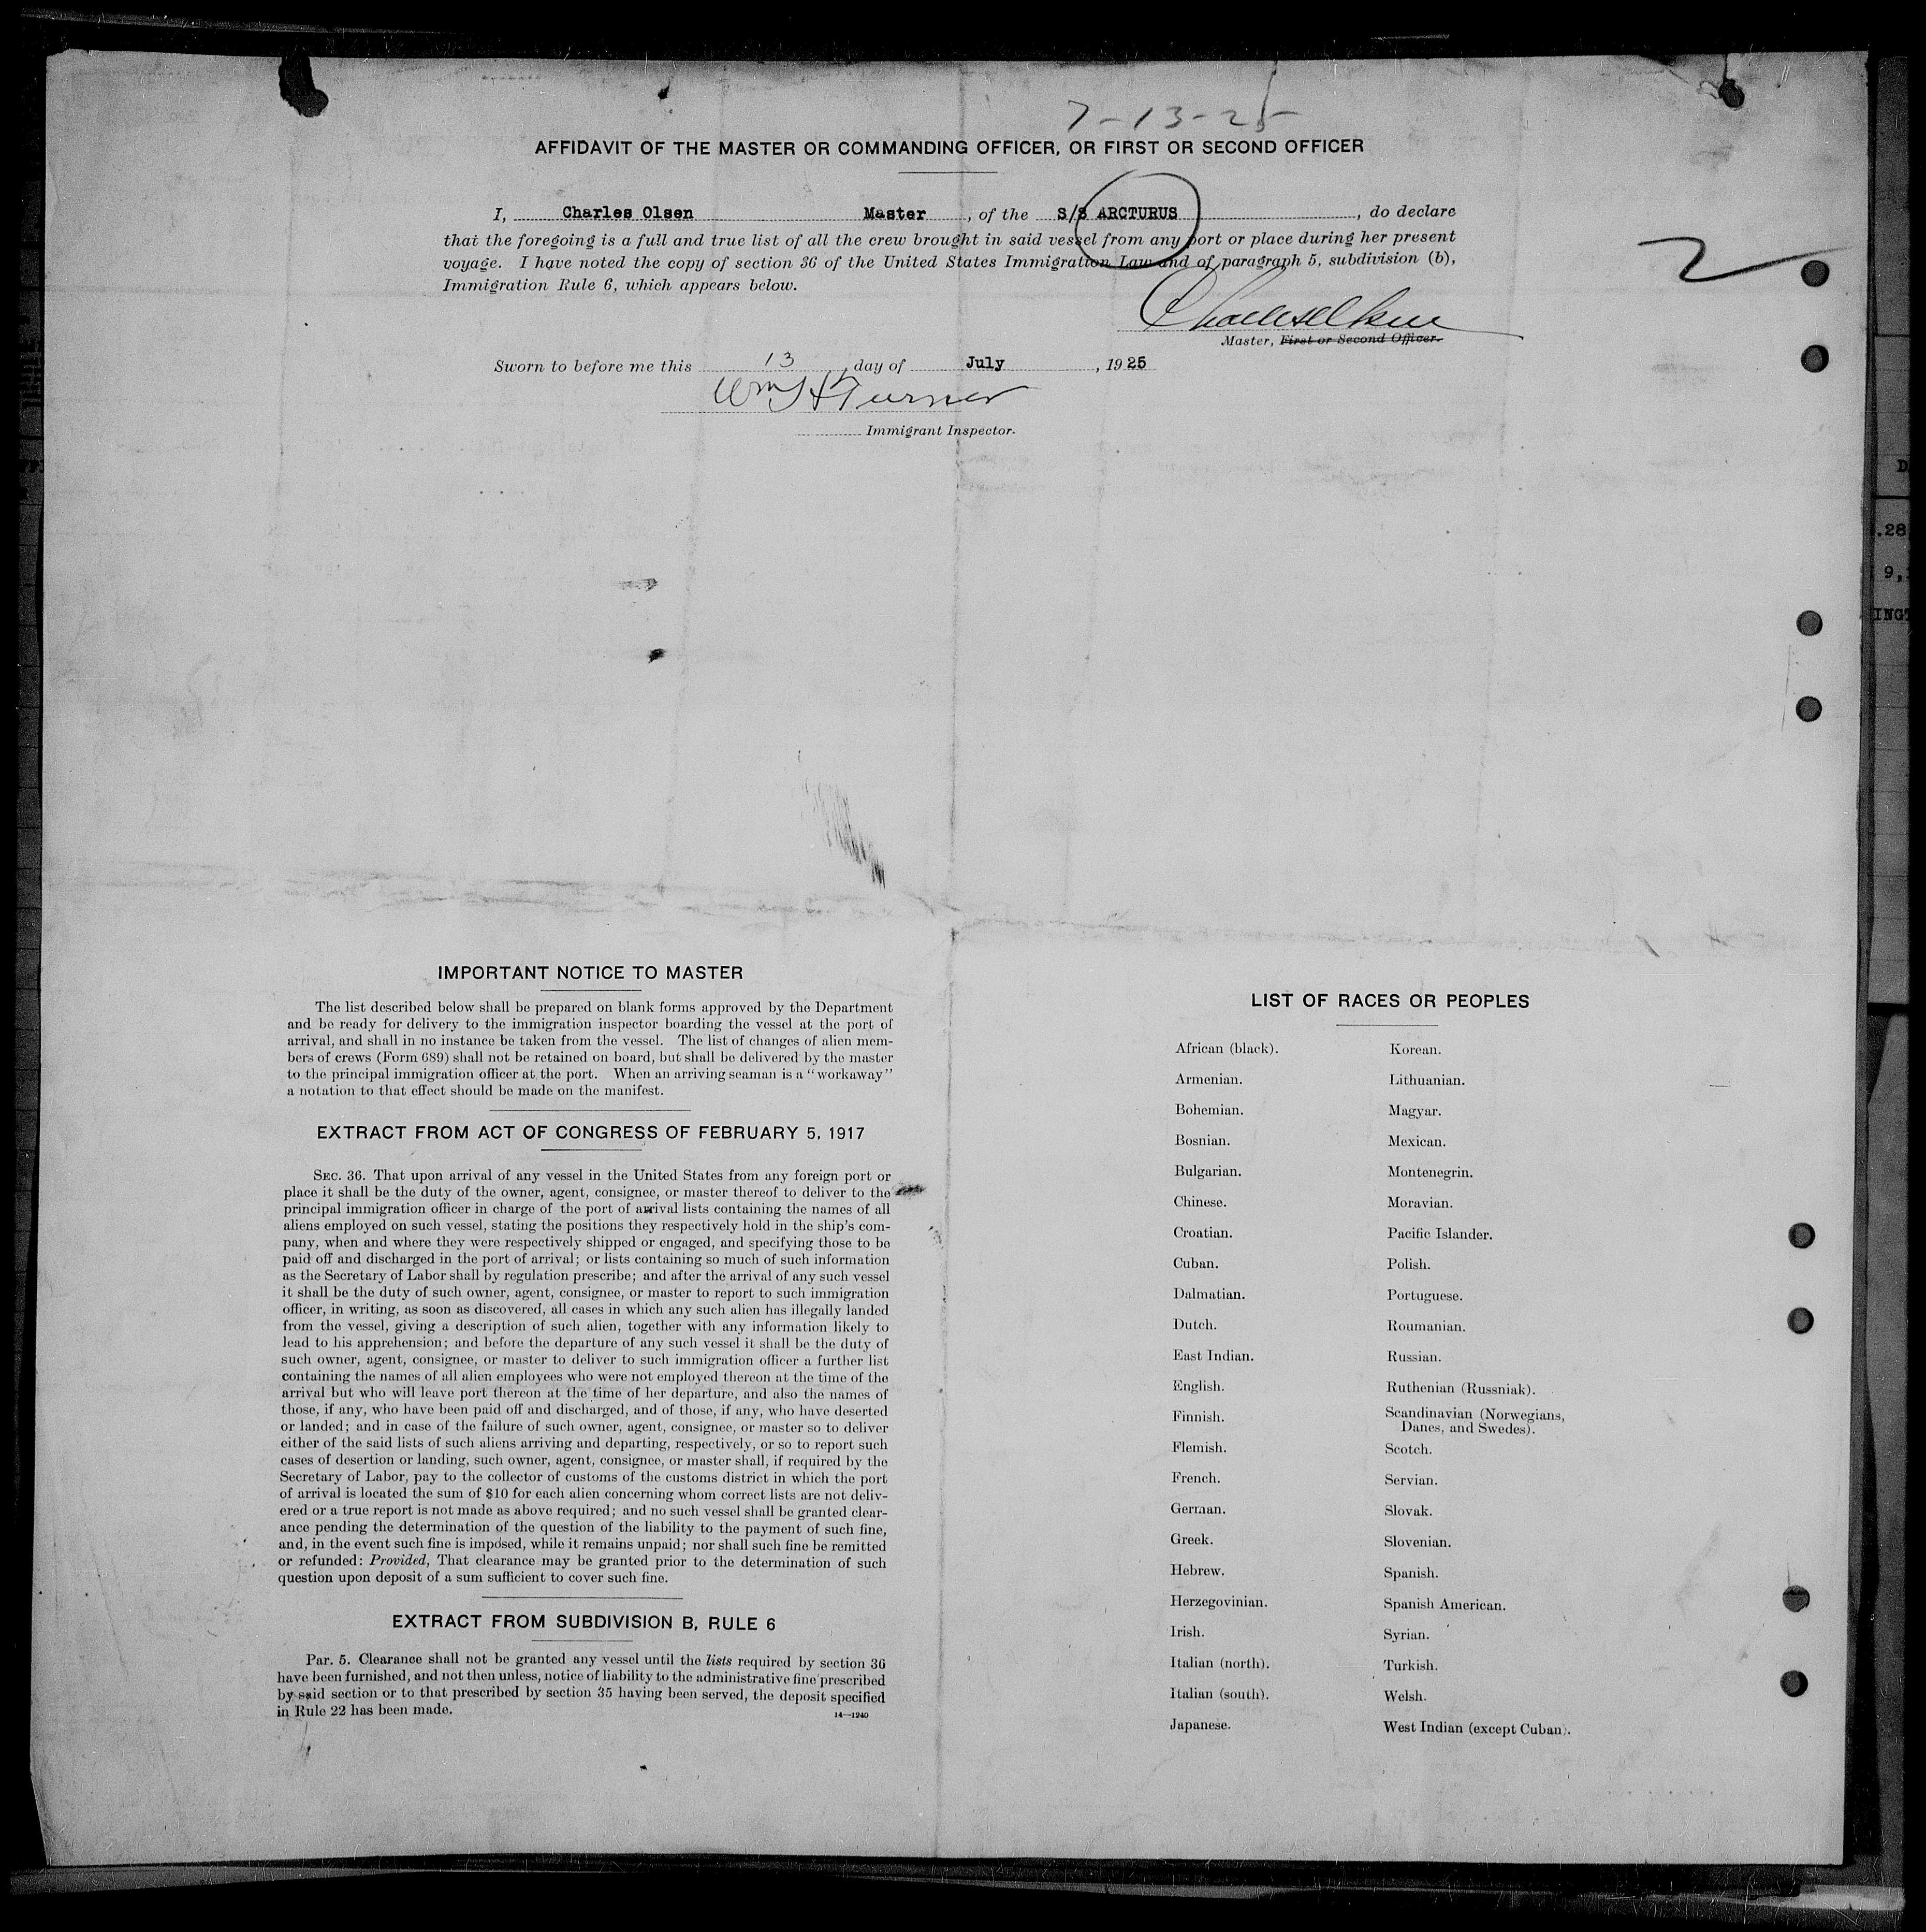 7-13-25
AFFIDAVIT OF THE MASTER OR COMMANDING OFFICER, OR FIRST OR SECOND OFFICER
I, Charles Olsen Master, of the S/S ARCTURUS, do declare
that the foregoing is a full and true list of all the crew brought in said vessel from any port or place during her present
voyage. I have noted the copy of section 36 of the United States Immigration Law and of paragraph 5, subdivision (b),
Immigration Rule 6, which appears below.
2
Charles Olsen
Master, First or Second Officer.
Sworn to before me this 13 day of July, 1925
Wm H Turner
Immigrant Inspector.
D
.28
9,
ING
IMPORTANT NOTICE TO MASTER
The list described below shall be prepared on blank forms approved by the Department
and be ready for delivery to the immigration inspector boarding the vessel at the port of
arrival, and shall in no instance be taken from the vessel. The list of changes of alien mem-
bers of crews (Form 689) shall not be retained on board, but shall be delivered by the master
to the principal immigration officer at the port. When an arriving seaman is a "workaway"
a notation to that effect should be made on the manifest.
EXTRACT FROM ACT OF CONGRESS OF FEBRUARY 5, 1917
SEC. 36. That upon arrival of any vessel in the United States from any foreign port or
place it shall be the duty of the owner, agent, consignee, or master thereof to deliver to the
principal immigration officer in charge of the port of arrival lists containing the names of all
aliens employed on such vessel, stating the positions they respectively hold in the ship's com-
pany, when and where they were respectively shipped or engaged, and specifying those to be
paid off and discharged in the port of arrival; or lists containing so much of such information
as the Secretary of Labor shall by regulation prescribe; and after the arrival of any such vessel
it shall be the duty of such owner, agent, consignee, or master to report to such immigration
officer, in writing, as soon as discovered, all cases in which any such alien has illegally landed
from the vessel, giving a description of such alien, together with any information likely to
lead to his apprehension; and before the departure of any such vessel it shall be the duty of
such owner, agent, consignee, or master to deliver to such immigration officer a further list
containing the names of all alien employees who were not employed thereon at the time of the
arrival but who will leave port thereon at the time of her departure, and also the names of
those, if any, who have been paid off and discharged, and of those, if any, who have deserted
or landed; and in case of the failure of such owner, agent, consignee, or master so to deliver
either of the said lists of such aliens arriving and departing, respectively, or so to report such
cases of desertion or landing, such owner, agent, consignee, or master shall, if required by the
Secretary of Labor, pay to the collector of customs of the customs district in which the port
of arrival is located the sum of $10 for each alien concerning whom correct lists are not deliv-
ered or a true report is not made as above required; and no such vessel shall be granted clear-
ance pending the determination of the question of the liability to the payment of such fine,
and, in the event such fine is imposed, while it remains unpaid; nor shall such fine be remitted
or refunded: Provided, That clearance may be granted prior to the determination of such
question upon deposit of a sum sufficient to cover such fine.
EXTRACT FROM SUBDIVISION B, RULE 6
Par. 5. Clearance shall not be granted any vessel until the lists required by section 36
have been furnished, and not then unless, notice of liability to the administrative fine prescribed
by said section or to that prescribed by section 35 having been served, the deposit specified
in Rule 22 has been made.
14—1240
LIST OF RACES OR PEOPLES
African (black).
Armenian.
Bohemian.
Bosnian.
Bulgarian.
Chinese.
Croatian.
Cuban.
Dalmatian.
Dutch.
East Indian.
English.
Finnish.
Flemish.
French.
German.
Greek.
Hebrew.
Herzegovinian.
Irish.
Italian (north).
Italian (south).
Japanese.
Korean.
Lithuanian.
Magyar.
Mexican.
Montenegrin.
Moravian.
Pacific Islander.
Polish.
Portuguese.
Roumanian.
Russian.
Ruthenian (Russniak).
Scandinavian (Norwegians,
Danes, and Swedes).
Scotch.
Servian.
Slovak.
Slovenian.
Spanish.
Spanish American.
Syrian.
Turkish.
Welsh.
West Indian (except Cuban).